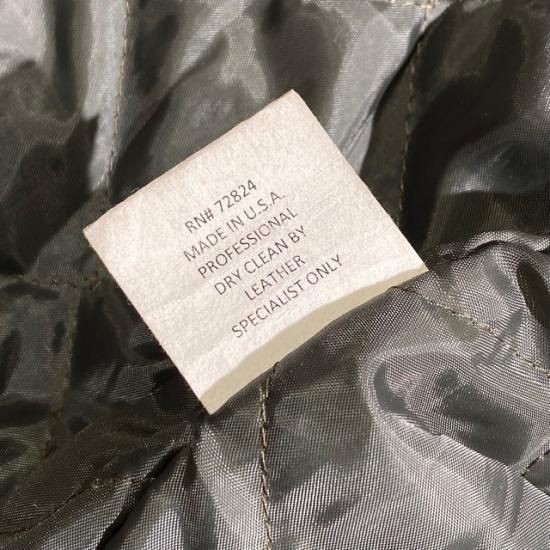 RN# 72824
MADE IN U.S.A.
PROFESSIONAL
DRY CLEAN BY
LEATHER
SPECIALIST ONLY